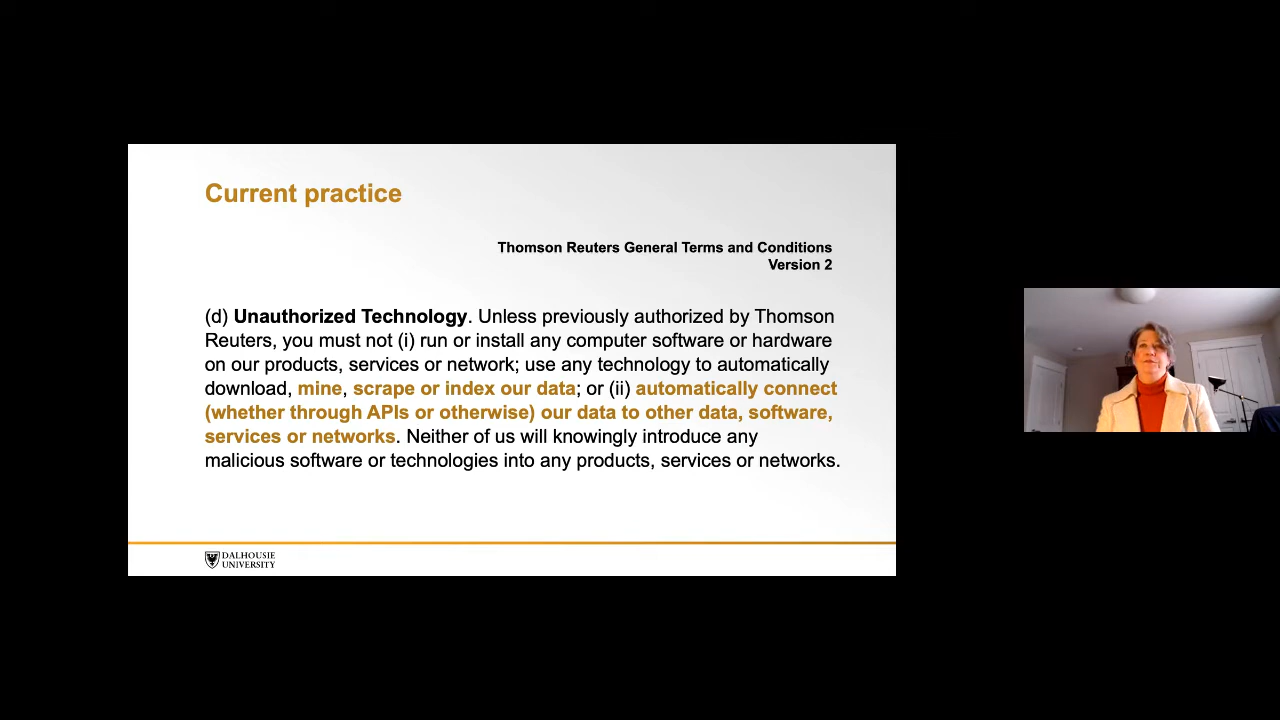 Current practice
Thomson Reuters General Terms and Conditions
Version 2
(d) Unauthorized Technology. Unless previously authorized by Thomson
Reuters, you must not (i) run or install any computer software or hardware
on our products, services or network; use any technology to automatically
download, mine, scrape or index our data; or (ii) automatically connect
(whether through APIs or otherwise) our data to other data, software,
services or networks. Neither of us will knowingly introduce any
malicious software or technologies into any products, services or networks.
DALHOUSIE
UNIVERSITY